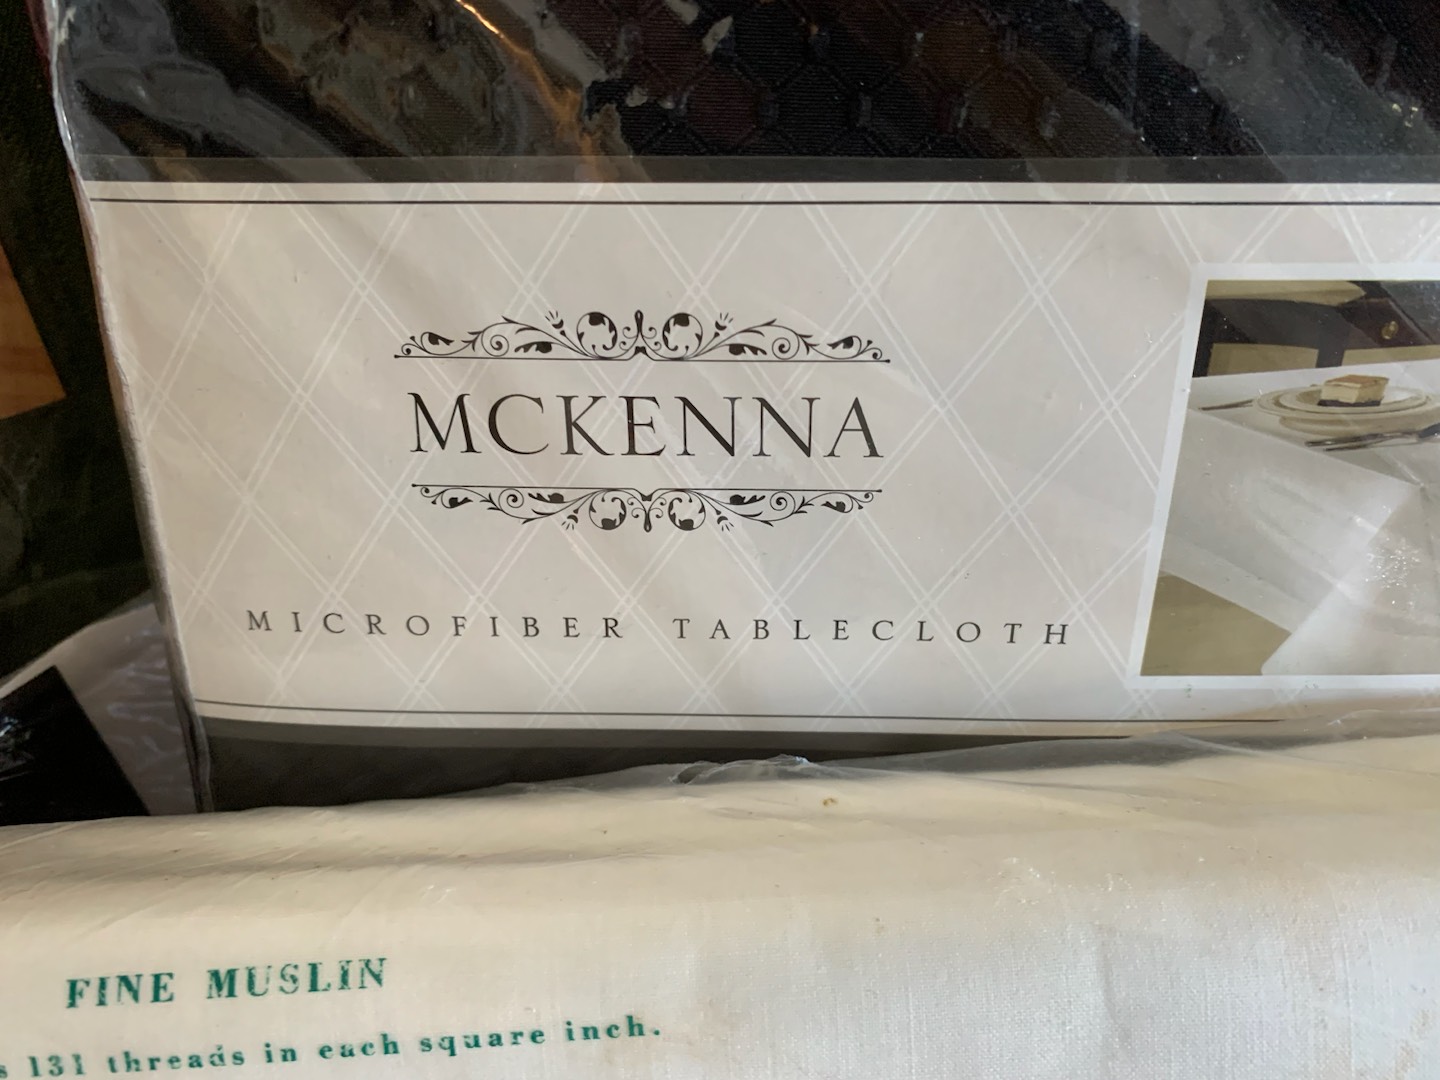 MCKENNA
MICROFIBER TABLECLOTH
FINE MUSLIN
131 threads in each square inch.